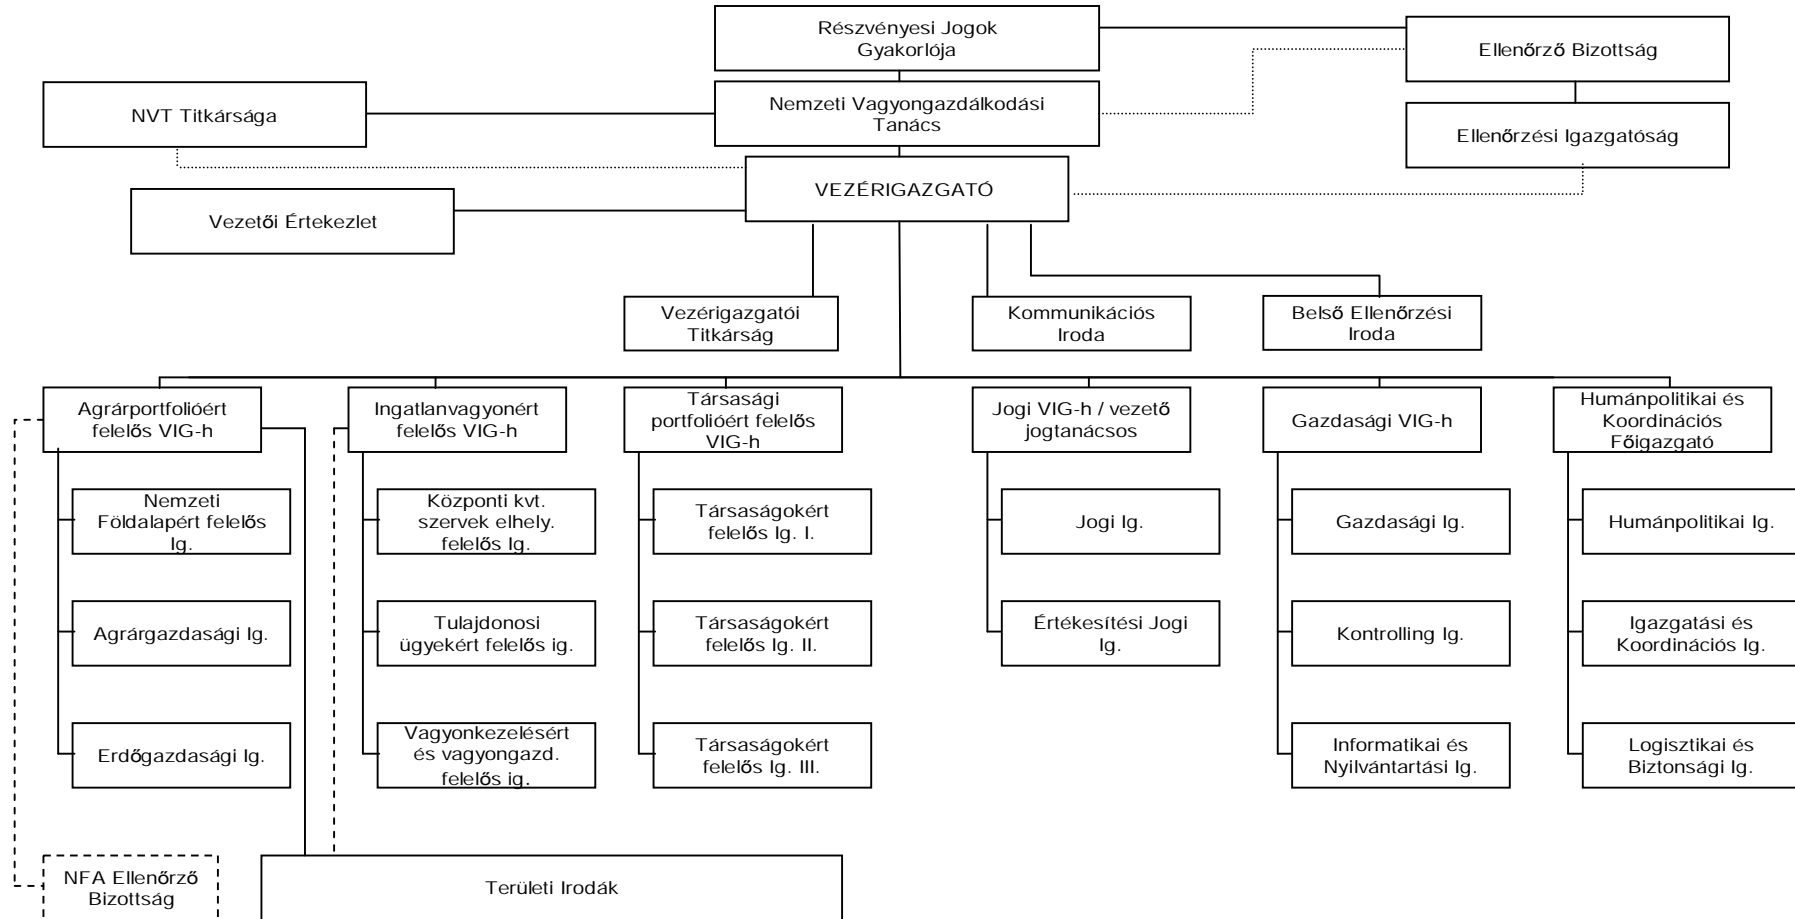 Részvényesi Jogok
Gyakorlója
Ellenőrző Bizottság
NVT Titkársága
Nemzeti Vagyongazdálkodási
Tanács
Ellenőrzési Igazgatóság
VEZÉRIGAZGATÓ
Vezetői Értekezlet
Vezérigazgatói
Titkárság
Kommunikációs
Iroda
Belső Ellenőrzési
Iroda
Agrárportfolióért
felelős VIG-h
Ingatlanvagyonért
felelős VIG-h
Társasági
portfolióért felelős
VIG-h
Jogi VIG-h / vezető
jogtanácsos
Gazdasági VIG-h
Humánpolitikai és
Koordinációs
Főigazgató
Nemzeti
Földalapért felelős
Ig.
Központi kvt.
szervek elhely.
felelős Ig.
Társaságokért
felelős Ig. I.
Jogi Ig.
Gazdasági Ig.
Humánpolitikai Ig.
Agrárgazdasági Ig.
Tulajdonosi
ügyekért felelős ig.
Társaságokért
felelős Ig. II.
Értékesítési Jogi
Ig.
Kontrolling Ig.
Igazgatási és
Koordinációs Ig.
Erdőgazdasági Ig.
Vagyonkezelésért
és vagyongazd.
felelős ig.
Társaságokért
felelős Ig. III.
Informatikai és
Nyilvántartási Ig.
Logisztikai és
Biztonsági Ig.
NFA Ellenőrző
Bizottság
Területi Irodák